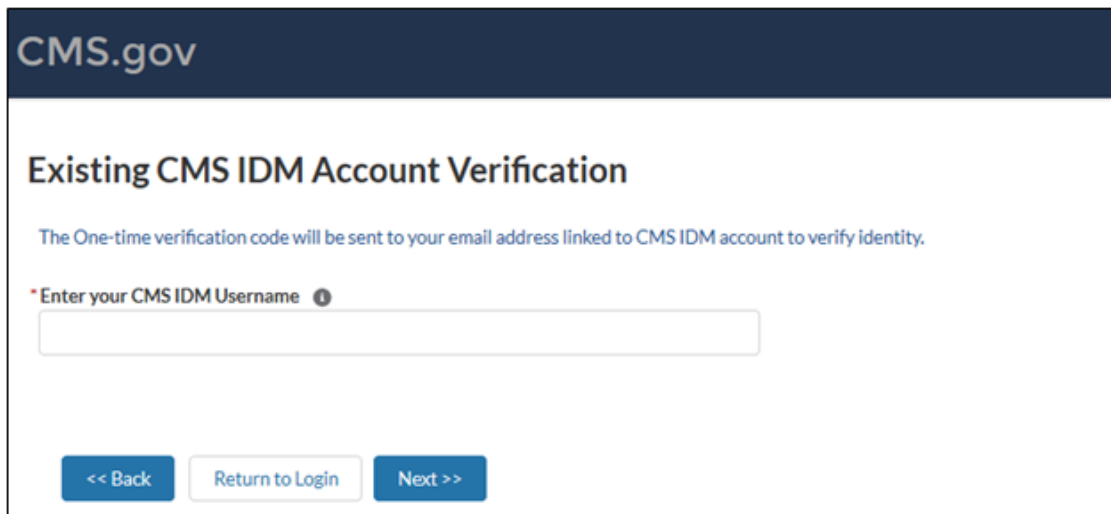 CMS.gov
Existing CMS IDM Account Verification
The One-time verification code will be sent to your email address linked to CMS IDM account to verify identity.
*Enter your CMS IDM Username
<< Back
Return to Login
Next >>